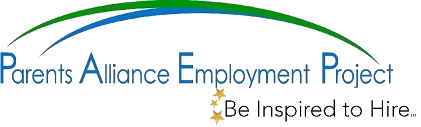 Parents Alliance Employment Project
Be Inspired to Hire™